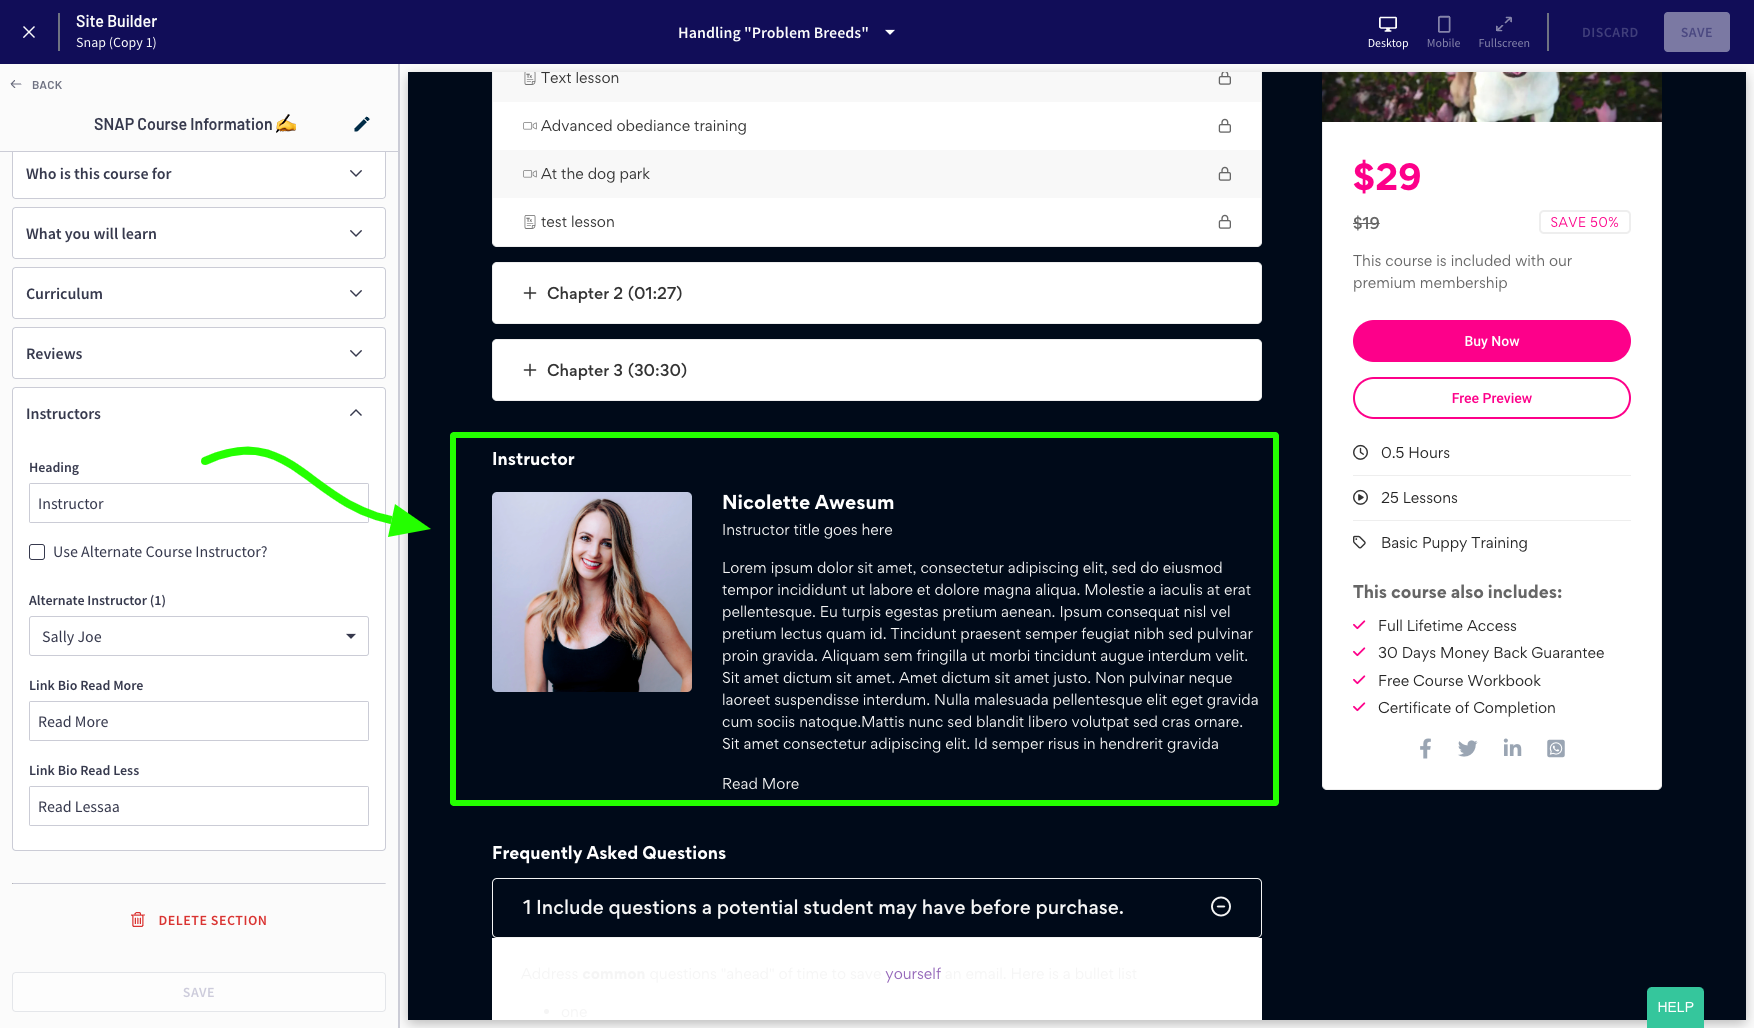 Site Builder
Snap (Copy 1)
Handling "Problem Breeds"
Desktop
Mobile
Fullscreen
DISCARD
SAVE
BACK
SNAP Course Information ✍️
Who is this course for
What you will learn
Curriculum
Reviews
Instructors
Heading
Instructor
Use Alternate Course Instructor?
Alternate Instructor (1)
Sally Joe
Link Bio Read More
Read More
Link Bio Read Less
Read Lessaa
DELETE SECTION
SAVE
Text lesson
Advanced obediance training
At the dog park
test lesson
Chapter 2 (01:27)
Chapter 3 (30:30)
Instructor
Nicolette Awesum
Instructor title goes here
Lorem ipsum dolor sit amet, consectetur adipiscing elit, sed do eiusmod
tempor incididunt ut labore et dolore magna aliqua. Molestie a iaculis at erat
pellentesque. Eu turpis egestas pretium aenean. Ipsum consequat nisl vel
pretium lectus quam id. Tincidunt praesent semper feugiat nibh sed pulvinar
proin gravida. Aliquam sem fringilla ut morbi tincidunt augue interdum velit.
Sit amet dictum sit amet. Amet dictum sit amet justo. Non pulvinar neque
laoreet suspendisse interdum. Nulla malesuada pellentesque elit eget gravida
cum sociis natoque.Mattis nunc sed blandit libero volutpat sed cras ornare.
Sit amet consectetur adipiscing elit. Id semper risus in hendrerit gravida
Read More
Frequently Asked Questions
1 Include questions a potential student may have before purchase.
Address common questions "ahead" of time to save yourself an email. Here is a bullet list
• one
$29
$19
SAVE 50%
This course is included with our
premium membership
Buy Now
Free Preview
0.5 Hours
25 Lessons
Basic Puppy Training
This course also includes:
Full Lifetime Access
30 Days Money Back Guarantee
Free Course Workbook
Certificate of Completion
HELP